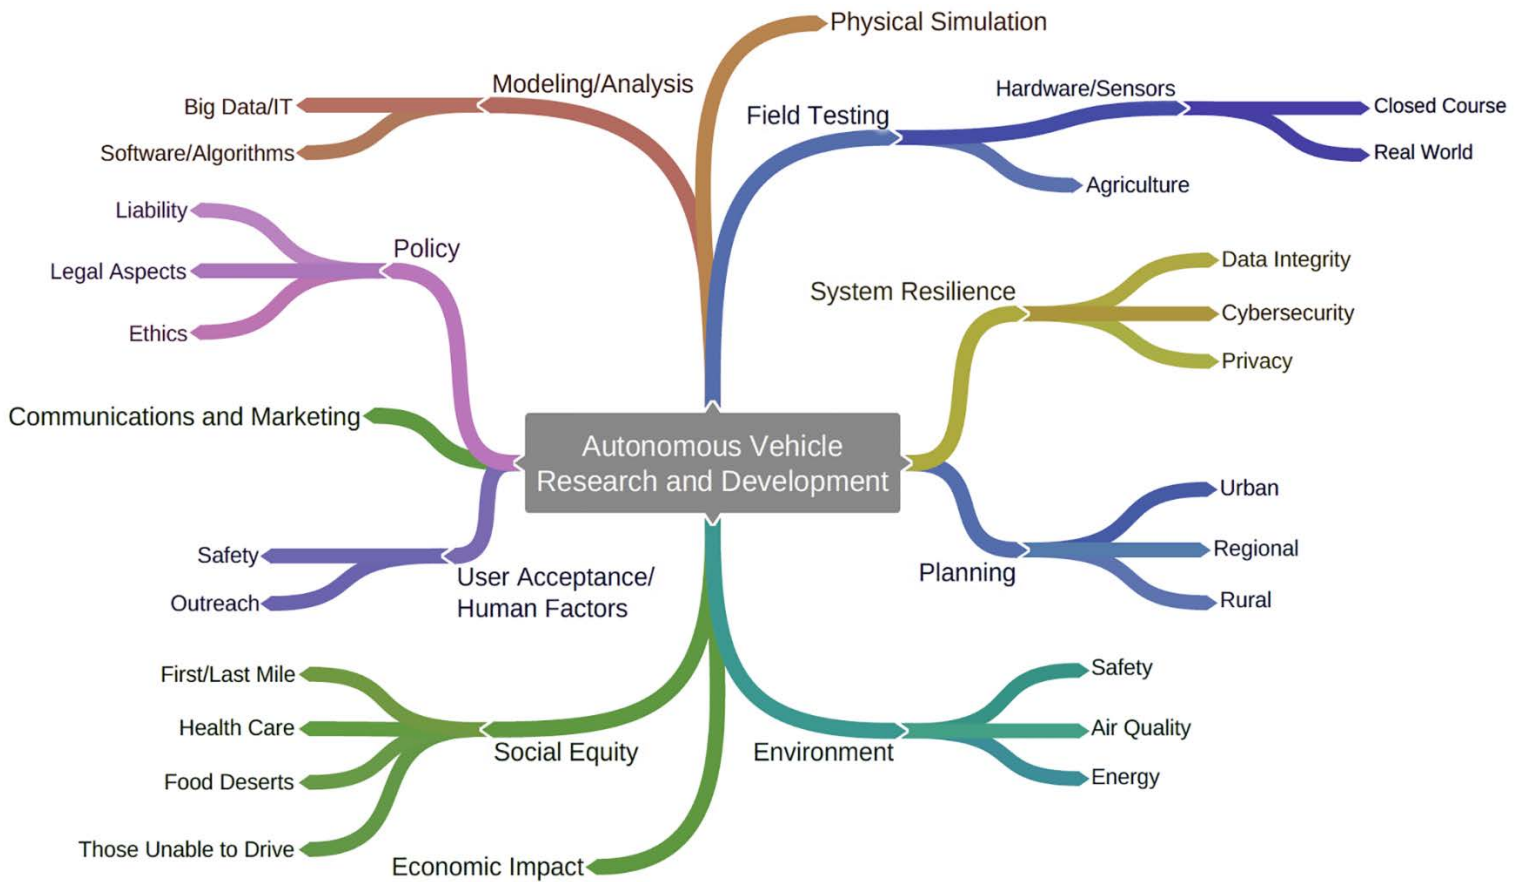 Physical Simulation
Modeling/Analysis
Big Data/IT
Software/Algorithms
Field Testing
Hardware/Sensors
Closed Course
Real World
Agriculture
Policy
Liability
Legal Aspects
Ethics
System Resilience
Data Integrity
Cybersecurity
Privacy
Communications and Marketing
Autonomous Vehicle
Research and Development
Planning
Urban
Regional
Rural
User Acceptance/
Human Factors
Safety
Outreach
Social Equity
First/Last Mile
Health Care
Food Deserts
Those Unable to Drive
Environment
Safety
Air Quality
Energy
Economic Impact